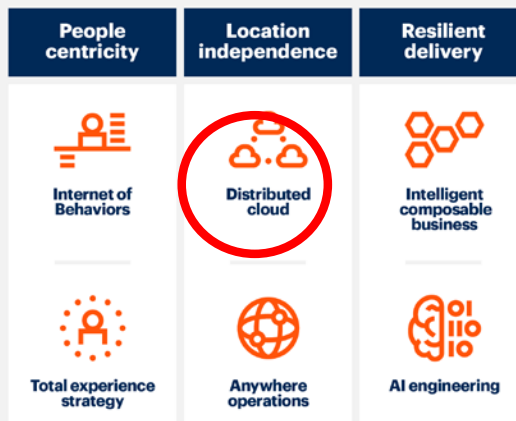 People
centricity
Location
independence
Resilient
delivery
Internet of
Behaviors
Distributed
cloud
Intelligent
composable
business
Total experience
strategy
Anywhere
operations
AI engineering